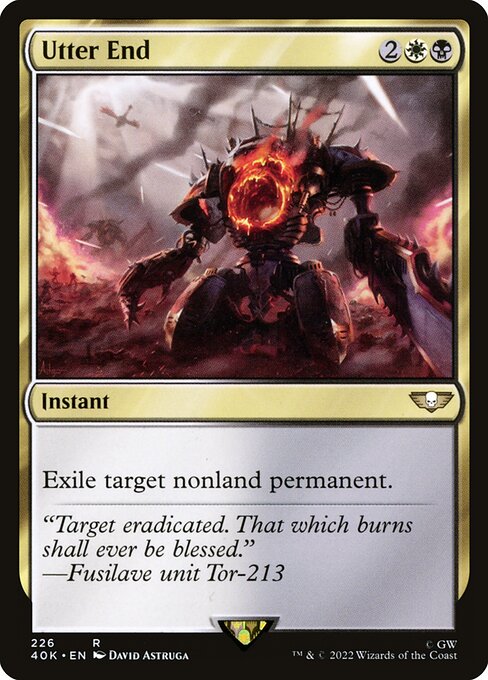 Utter End 2
Instant
Exile target nonland permanent.
“Target eradicated. That which burns
shall ever be blessed.”
—Fusilave unit Tor-213
226 R © GW
40K • EN DAVID ASTRUGA ™ & © 2022 Wizards of the Coast